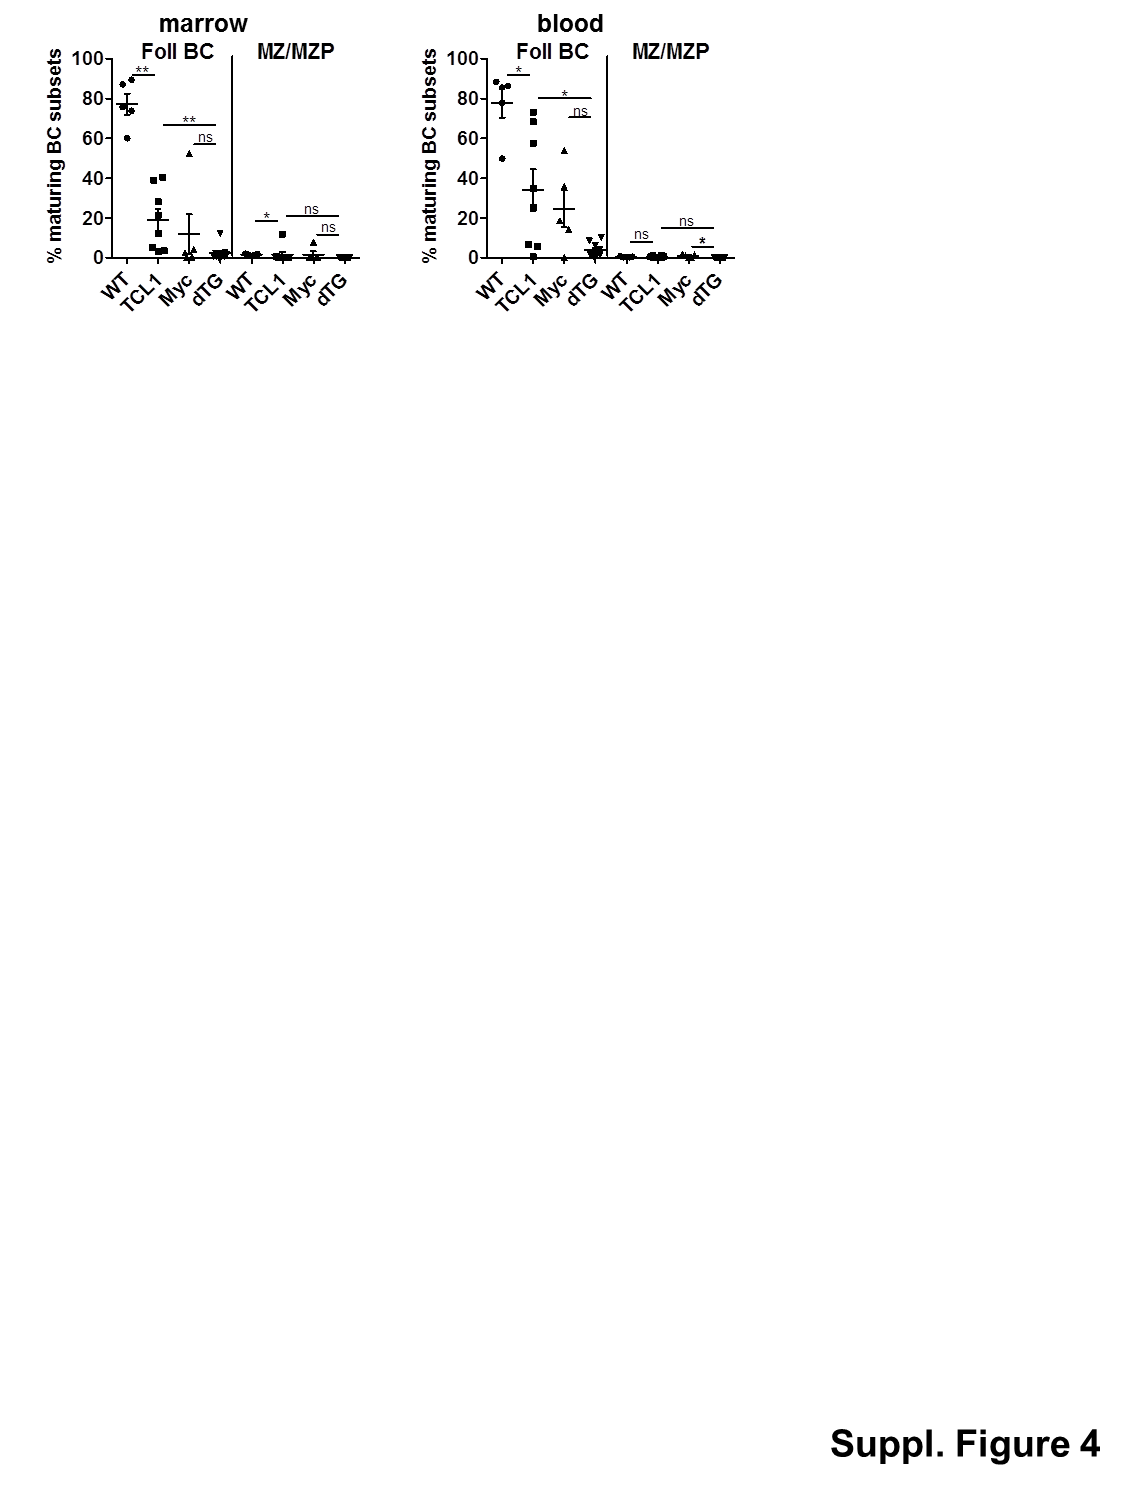 marrow
Foll BC MZ/MZP
% maturing BC subsets
100
80
60
40
20
0
** ** ns * ns ns
WT TCL1 Myc dTG WT TCL1 Myc dTG
blood
Foll BC MZ/MZP
% maturing BC subsets
100
80
60
40
20
0
* * ns ns ns *
WT TCL1 Myc dTG WT TCL1 Myc dTG
Suppl. Figure 4